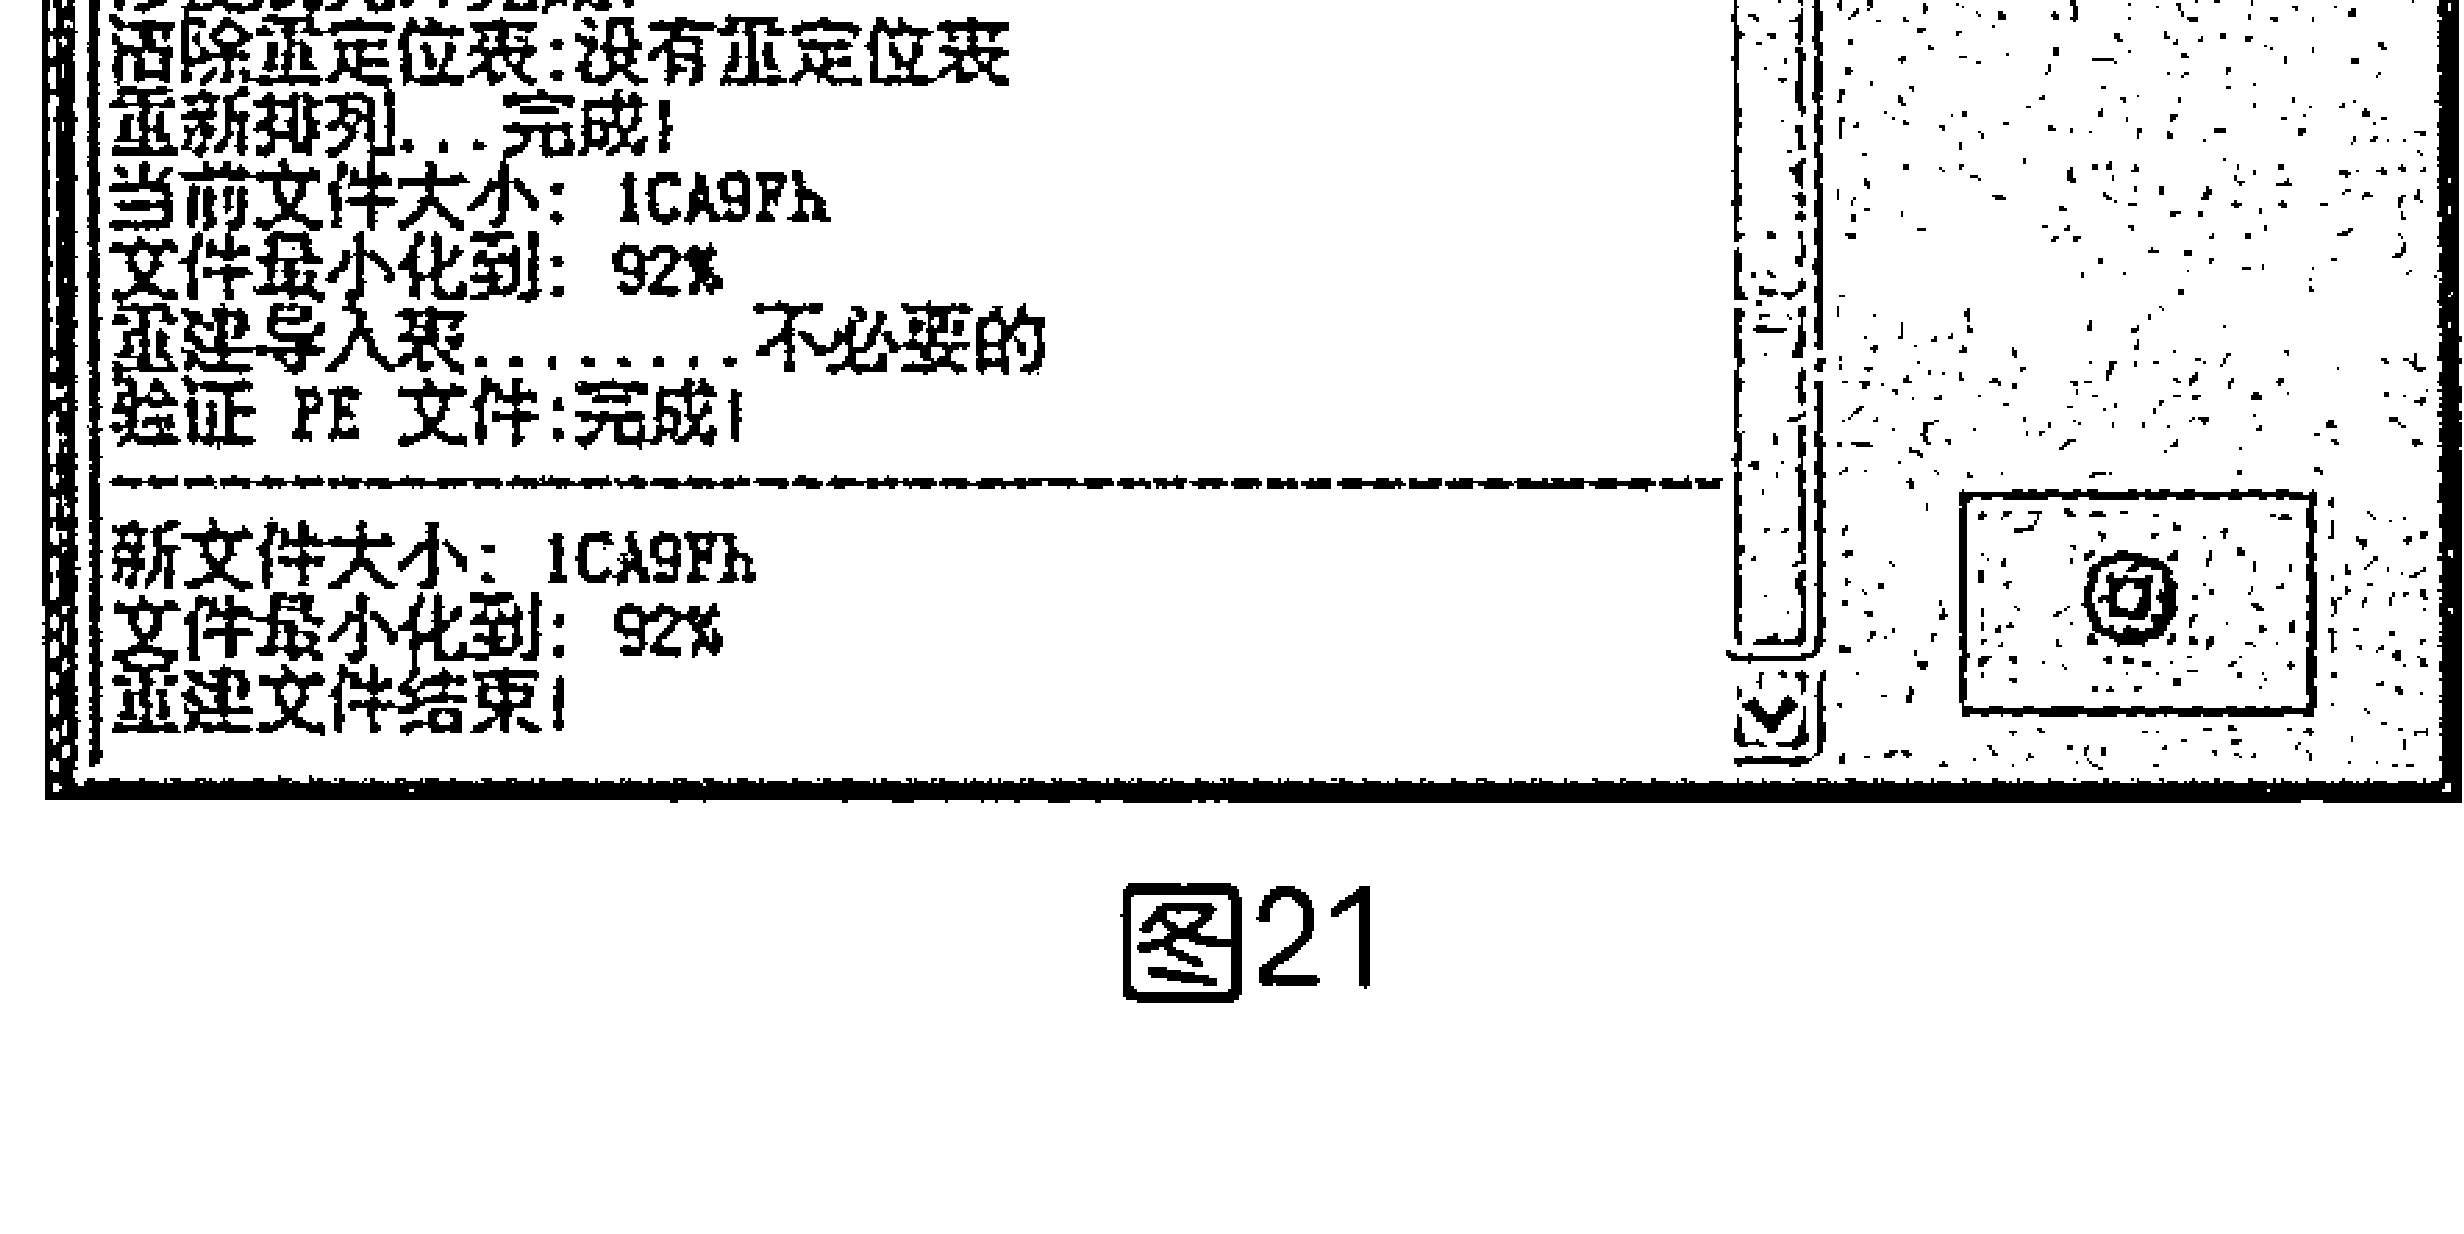 清除重定位表:没有重定位表
重新排列...完成!
当前文件大小: 1CA9Fh
文件最小化到: 92%
重建导入表........不必要的
验证 PE 文件:完成!
新文件大小: 1CA9Fh
文件最小化到: 92%
重建文件结束!
图21